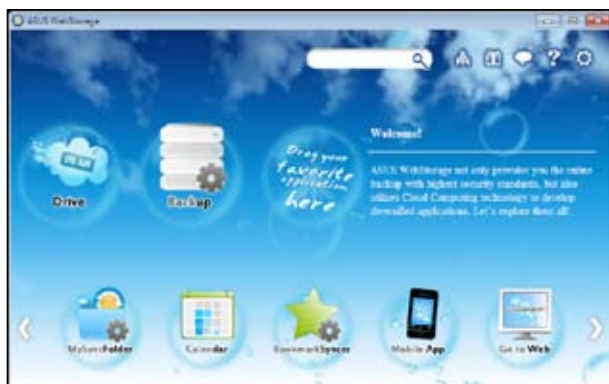 ASUS WebStorage
Drive
Backup
Drag your
favorite
application
here
Welcome!
ASUS WebStorage not only provides you the online
backup with highest security standards, but also
utilizes Cloud Computing technology to develop
diversified applications. Let's explore them all!
MySyncFolder
Calendar
BookmarkSyncer
Mobile App
Go to Web